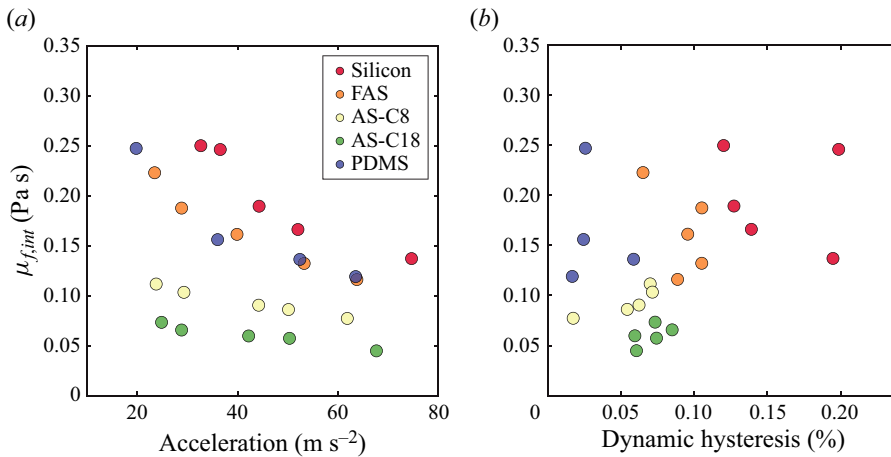 (a)
(b)
0.35
0.30
0.25
0.20
0.15
0.10
0.05
0
μf,int (Pa s)
20 40 60 80
Acceleration (m s–2)
Silicon
FAS
AS-C8
AS-C18
PDMS
0.35
0.30
0.25
0.20
0.15
0.10
0.05
0 0.05 0.10 0.15 0.20
Dynamic hysteresis (%)